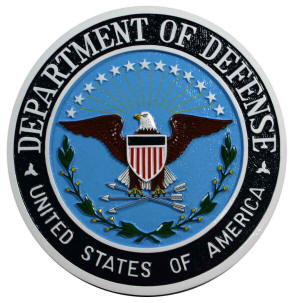 DEPARTMENT OF DEFENSE
UNITED STATES OF AMERICA